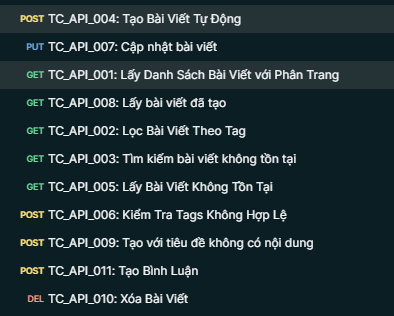 POST TC_API_004: Tạo Bài Viết Tự Động
PUT TC_API_007: Cập nhật bài viết
GET TC_API_001: Lấy Danh Sách Bài Viết với Phân Trang
GET TC_API_008: Lấy bài viết đã tạo
GET TC_API_002: Lọc Bài Viết Theo Tag
GET TC_API_003: Tìm kiếm bài viết không tồn tại
GET TC_API_005: Lấy Bài Viết Không Tồn Tại
POST TC_API_006: Kiểm Tra Tags Không Hợp Lệ
POST TC_API_009: Tạo với tiêu đề không có nội dung
POST TC_API_011: Tạo Bình Luận
DEL TC_API_010: Xóa Bài Viết